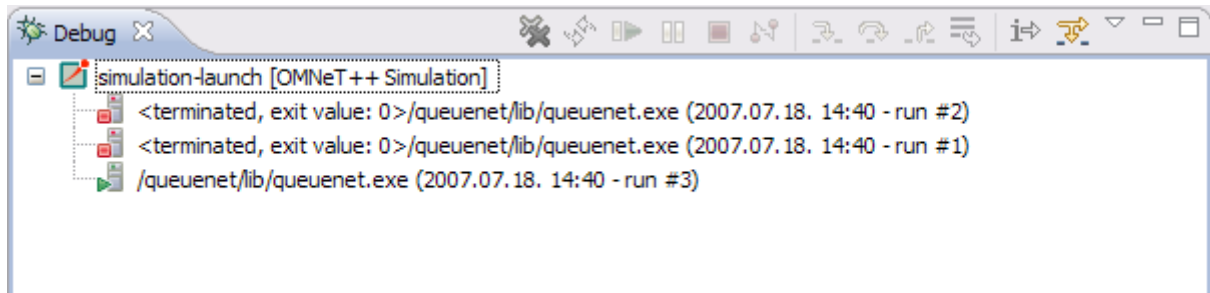 Debug
simulation-launch [OMNeT++ Simulation]
<terminated, exit value: 0>/queuenet/lib/queuenet.exe (2007.07.18. 14:40 - run #2)
<terminated, exit value: 0>/queuenet/lib/queuenet.exe (2007.07.18. 14:40 - run #1)
/queuenet/lib/queuenet.exe (2007.07.18. 14:40 - run #3)